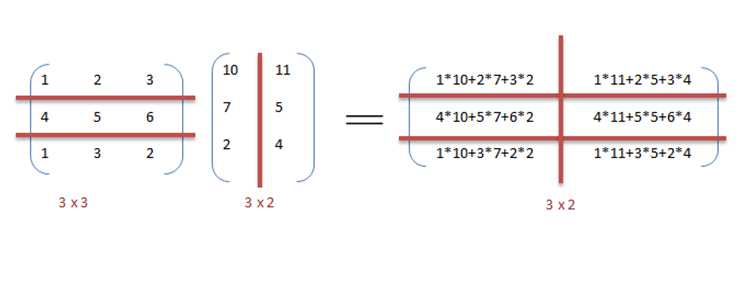 1 2 3
4 5 6
1 3 2
3 x 3
10 11
7 5
2 4
3 x 2
=
1*10+2*7+3*2 1*11+2*5+3*4
4*10+5*7+6*2 4*11+5*5+6*4
1*10+3*7+2*2 1*11+3*5+2*4
3 x 2